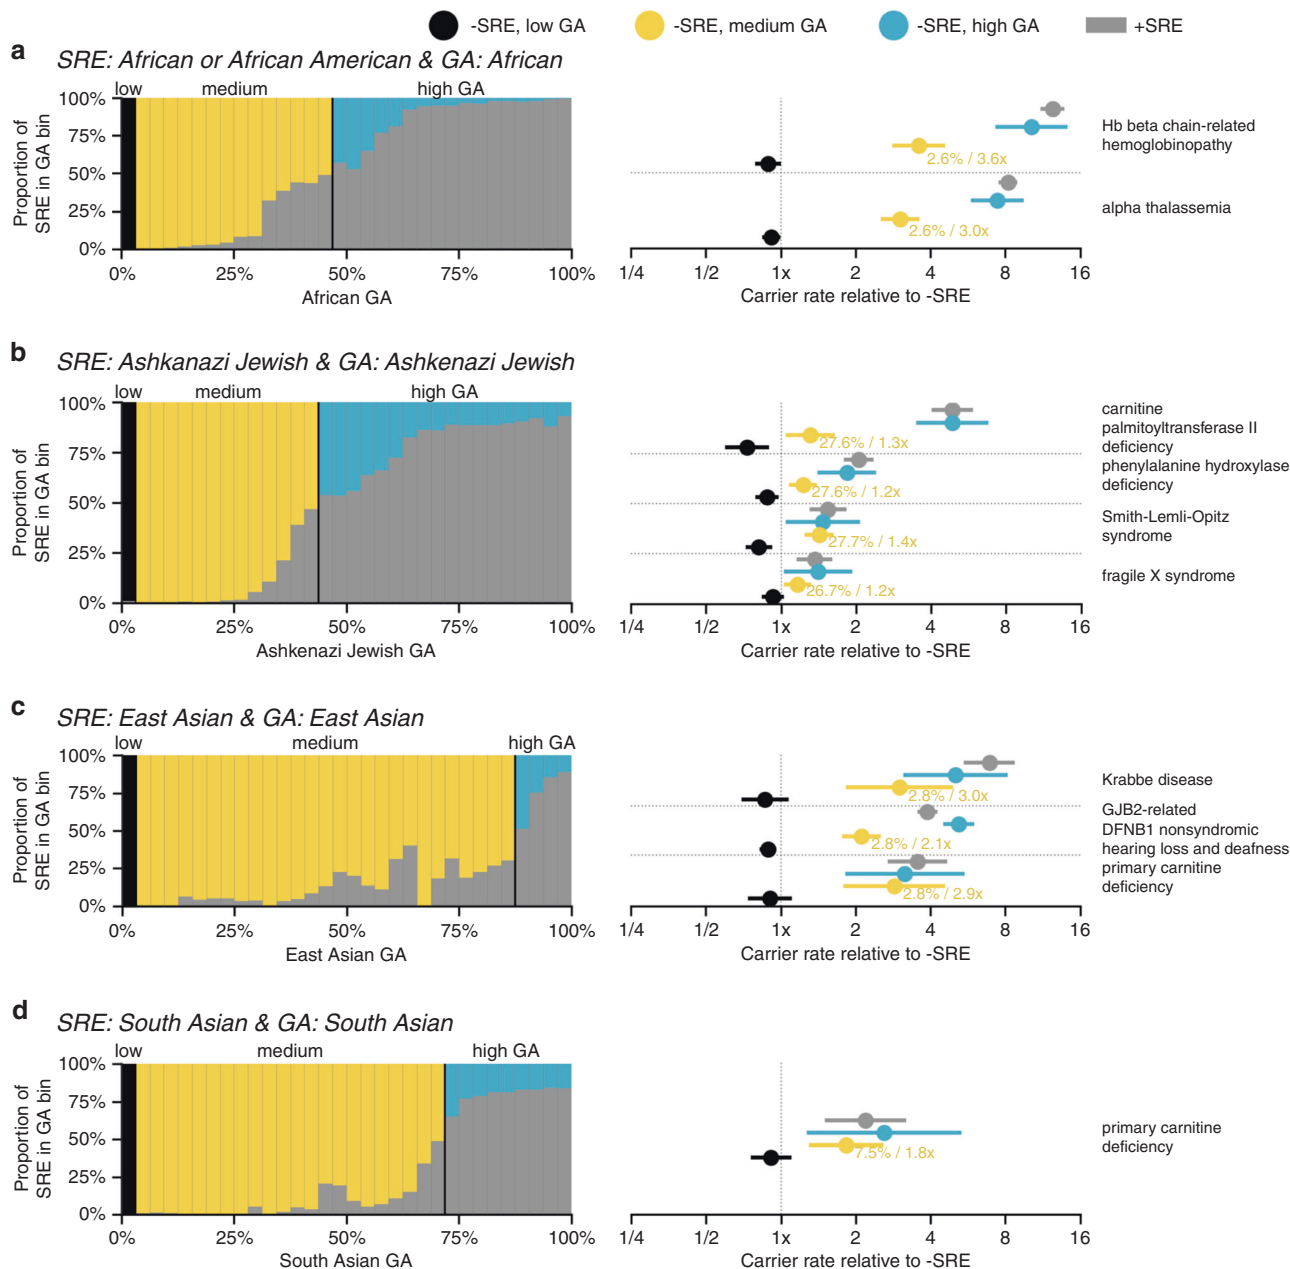 -SRE, low GA
-SRE, medium GA
-SRE, high GA
+SRE
a
SRE: African or African American & GA: African
low
medium
high GA
100%
75%
50%
25%
0%
Proportion of
SRE in GA bin
0%
25%
50%
75%
100%
African GA
2.6% / 3.6x
2.6% / 3.0x
Hb beta chain-related
hemoglobinopathy
alpha thalassemia
1/4
1/2
1x
2
4
8
16
Carrier rate relative to -SRE
b
SRE: Ashkanazi Jewish & GA: Ashkenazi Jewish
low
medium
high GA
100%
75%
50%
25%
0%
Proportion of
SRE in GA bin
0%
25%
50%
75%
100%
Ashkenazi Jewish GA
27.6% / 1.3x
27.6% / 1.2x
27.7% / 1.4x
26.7% / 1.2x
carnitine
palmitoyltransferase II
deficiency
phenylalanine hydroxylase
deficiency
Smith-Lemli-Opitz
syndrome
fragile X syndrome
1/4
1/2
1x
2
4
8
16
Carrier rate relative to -SRE
c
SRE: East Asian & GA: East Asian
low
medium
high GA
100%
75%
50%
25%
0%
Proportion of
SRE in GA bin
0%
25%
50%
75%
100%
East Asian GA
2.8% / 3.0x
2.8% / 2.1x
2.8% / 2.9x
Krabbe disease
GJB2-related
DFNB1 nonsyndromic
hearing loss and deafness
primary carnitine
deficiency
1/4
1/2
1x
2
4
8
16
Carrier rate relative to -SRE
d
SRE: South Asian & GA: South Asian
low
medium
high GA
100%
75%
50%
25%
0%
Proportion of
SRE in GA bin
0%
25%
50%
75%
100%
South Asian GA
7.5% / 1.8x
primary carnitine
deficiency
1/4
1/2
1x
2
4
8
16
Carrier rate relative to -SRE